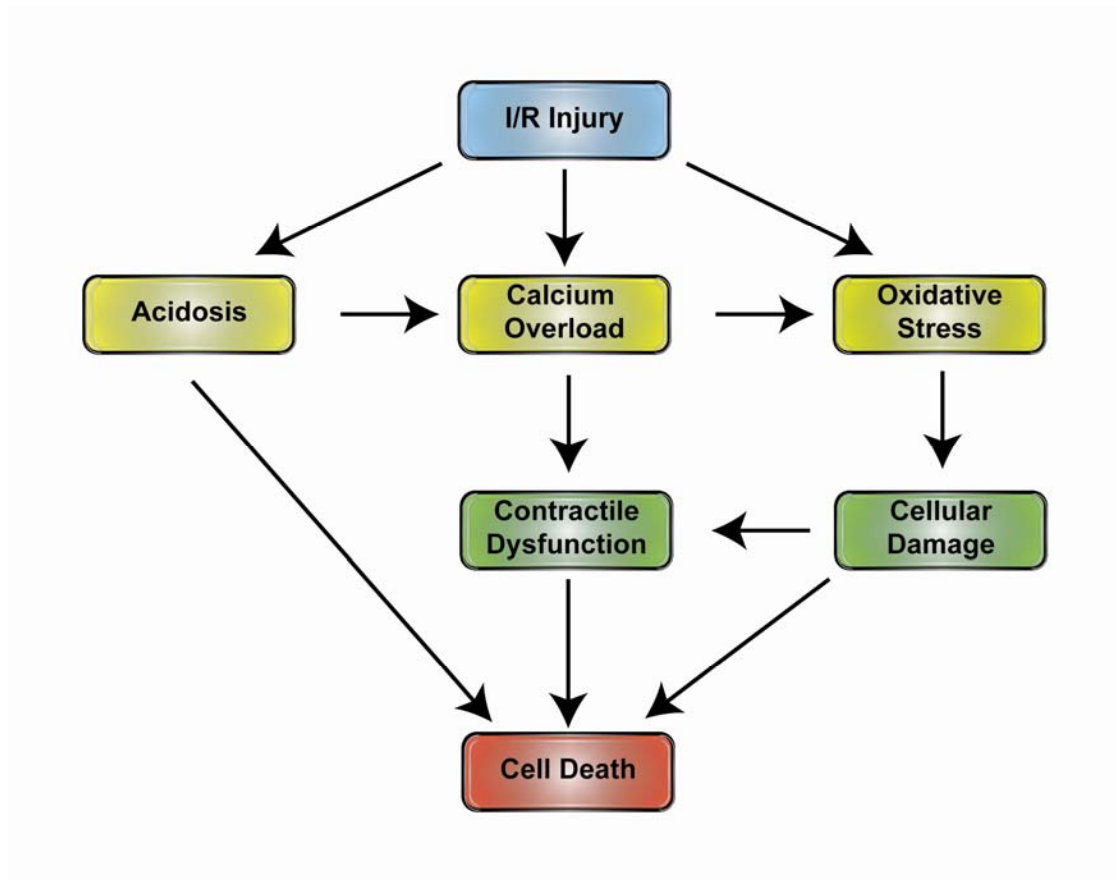 I/R Injury
Acidosis
Calcium
Overload
Oxidative
Stress
Contractile
Dysfunction
Cellular
Damage
Cell Death